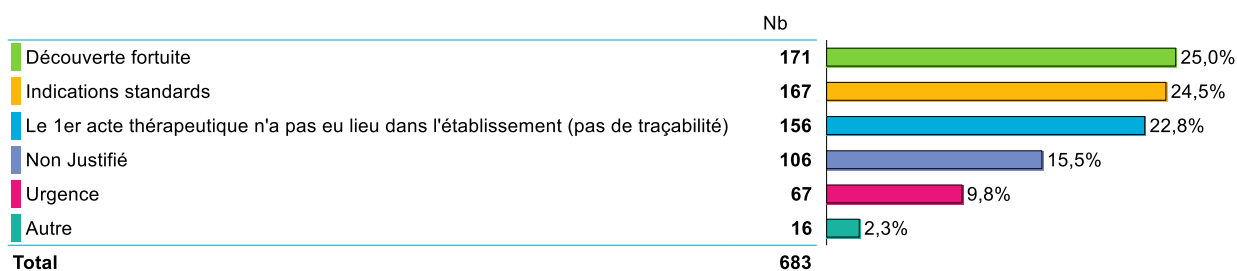 Nb
Découverte fortuite 171 25,0%
Indications standards 167 24,5%
Le 1er acte thérapeutique n'a pas eu lieu dans l'établissement (pas de traçabilité) 156 22,8%
Non Justifié 106 15,5%
Urgence 67 9,8%
Autre 16 2,3%
Total 683